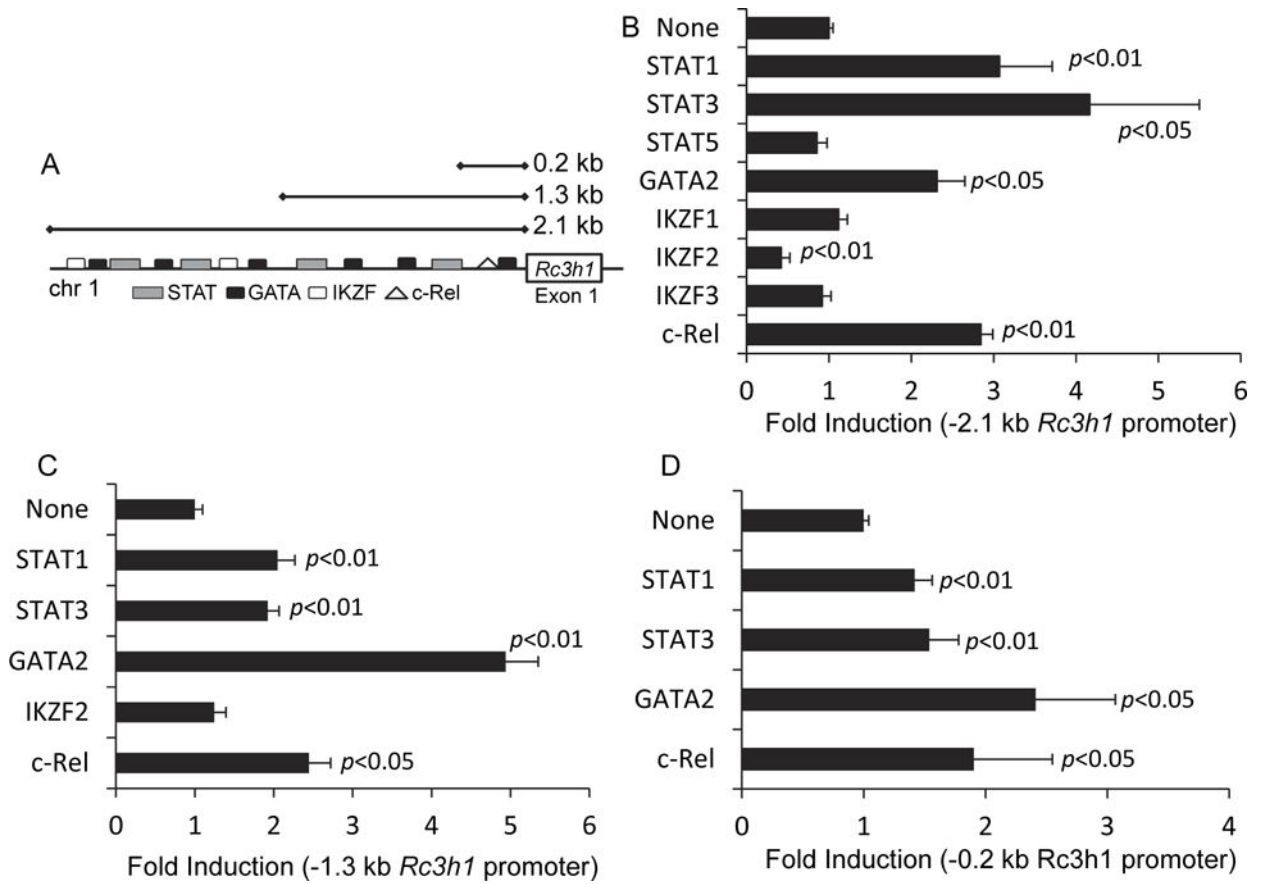 A
0.2 kb
1.3 kb
2.1 kb
Rc3h1
chr 1
STAT GATA IKZF c-Rel Exon 1
B
None
STAT1 p<0.01
STAT3 p<0.05
STAT5
GATA2 p<0.05
IKZF1
IKZF2 p<0.01
IKZF3
c-Rel p<0.01
0 1 2 3 4 5 6
Fold Induction (-2.1 kb Rc3h1 promoter)
C
None
STAT1 p<0.01
STAT3 p<0.01
GATA2 p<0.01
IKZF2
c-Rel p<0.05
0 1 2 3 4 5 6
Fold Induction (-1.3 kb Rc3h1 promoter)
D
None
STAT1 p<0.01
STAT3 p<0.01
GATA2 p<0.05
c-Rel p<0.05
0 1 2 3 4
Fold Induction (-0.2 kb Rc3h1 promoter)